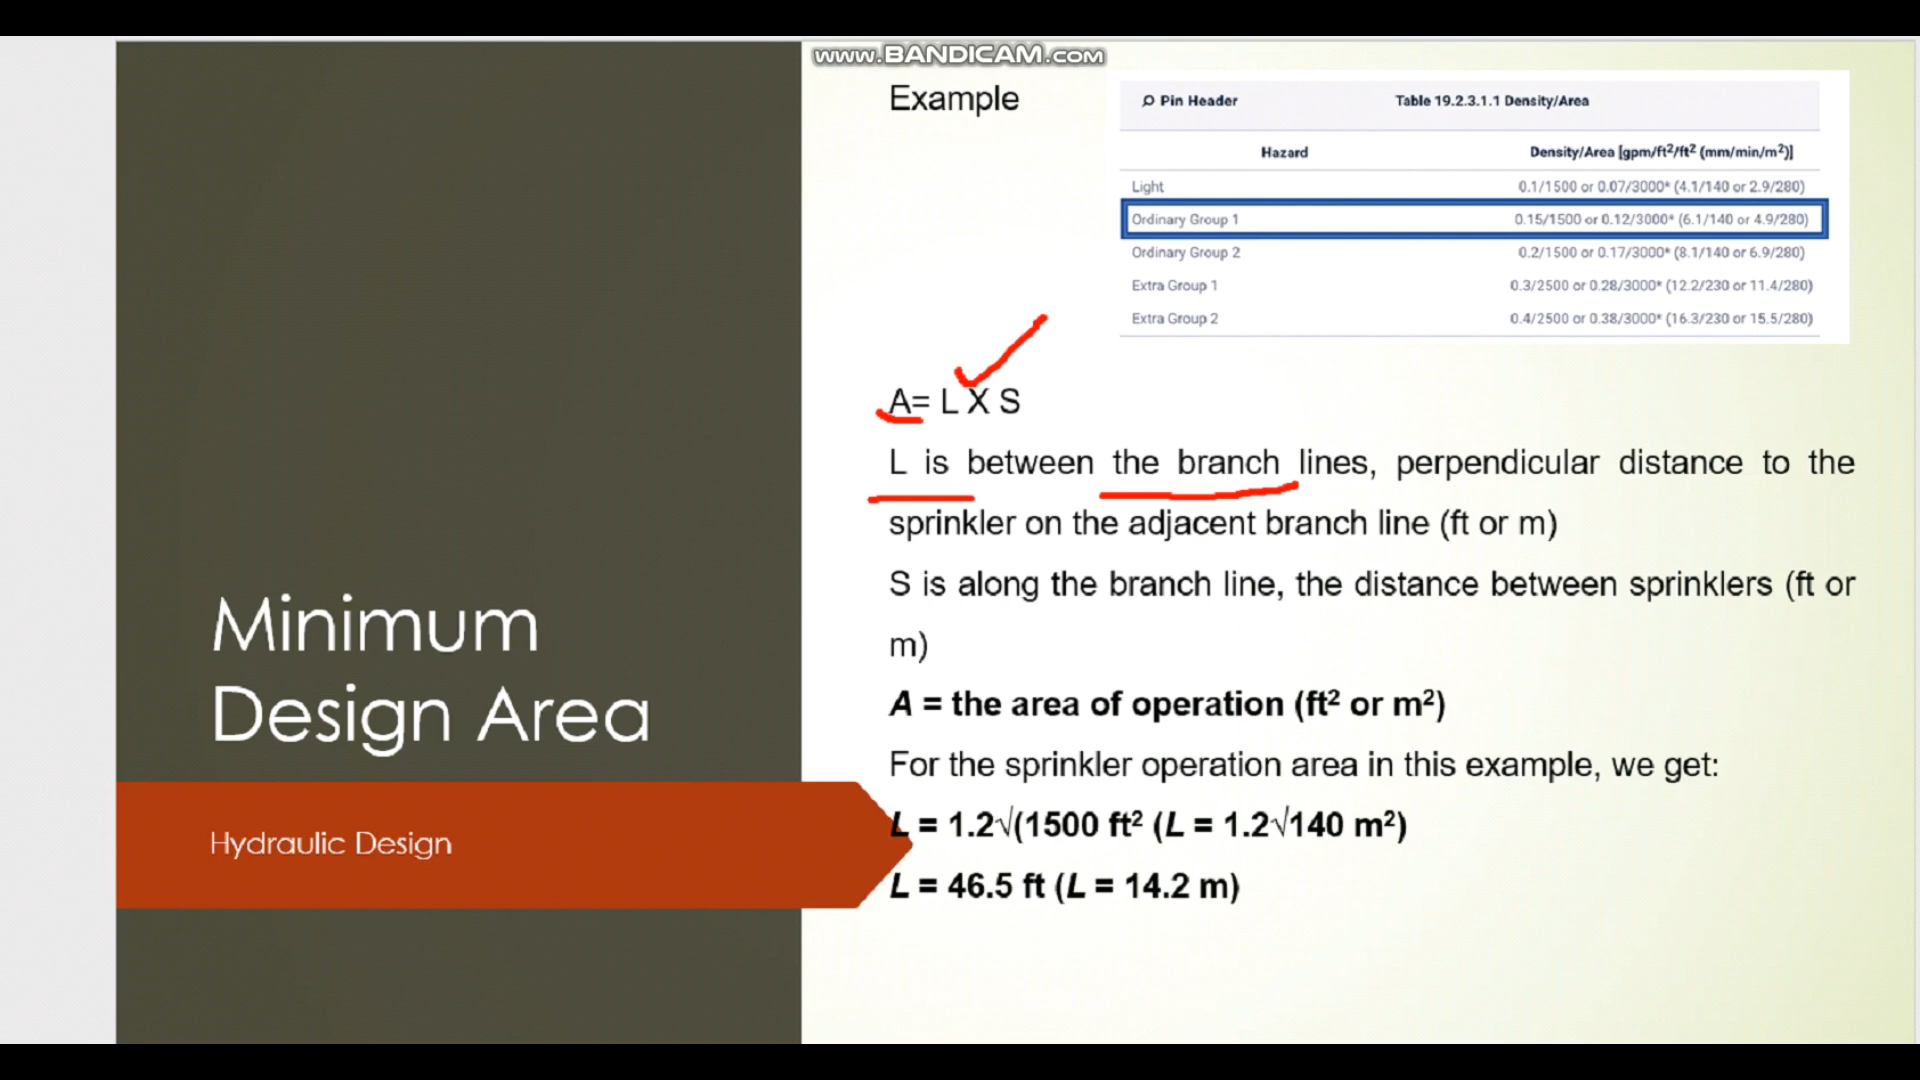 www.BANDICAM.com
Example
Pin Header Table 19.2.3.1.1 Density/Area
Hazard Density/Area [gpm/ft²/ft² (mm/min/m²)]
Light 0.1/1500 or 0.07/3000* (4.1/140 or 2.9/280)
Ordinary Group 1 0.15/1500 or 0.12/3000* (6.1/140 or 4.9/280)
Ordinary Group 2 0.2/1500 or 0.17/3000* (8.1/140 or 6.9/280)
Extra Group 1 0.3/2500 or 0.28/3000* (12.2/230 or 11.4/280)
Extra Group 2 0.4/2500 or 0.38/3000* (16.3/230 or 15.5/280)
A= L X S
L is between the branch lines, perpendicular distance to the
sprinkler on the adjacent branch line (ft or m)
S is along the branch line, the distance between sprinklers (ft or
m)
A = the area of operation (ft² or m²)
For the sprinkler operation area in this example, we get:
L = 1.2√(1500 ft² (L = 1.2√140 m²)
L = 46.5 ft (L = 14.2 m)
Minimum
Design Area
Hydraulic Design